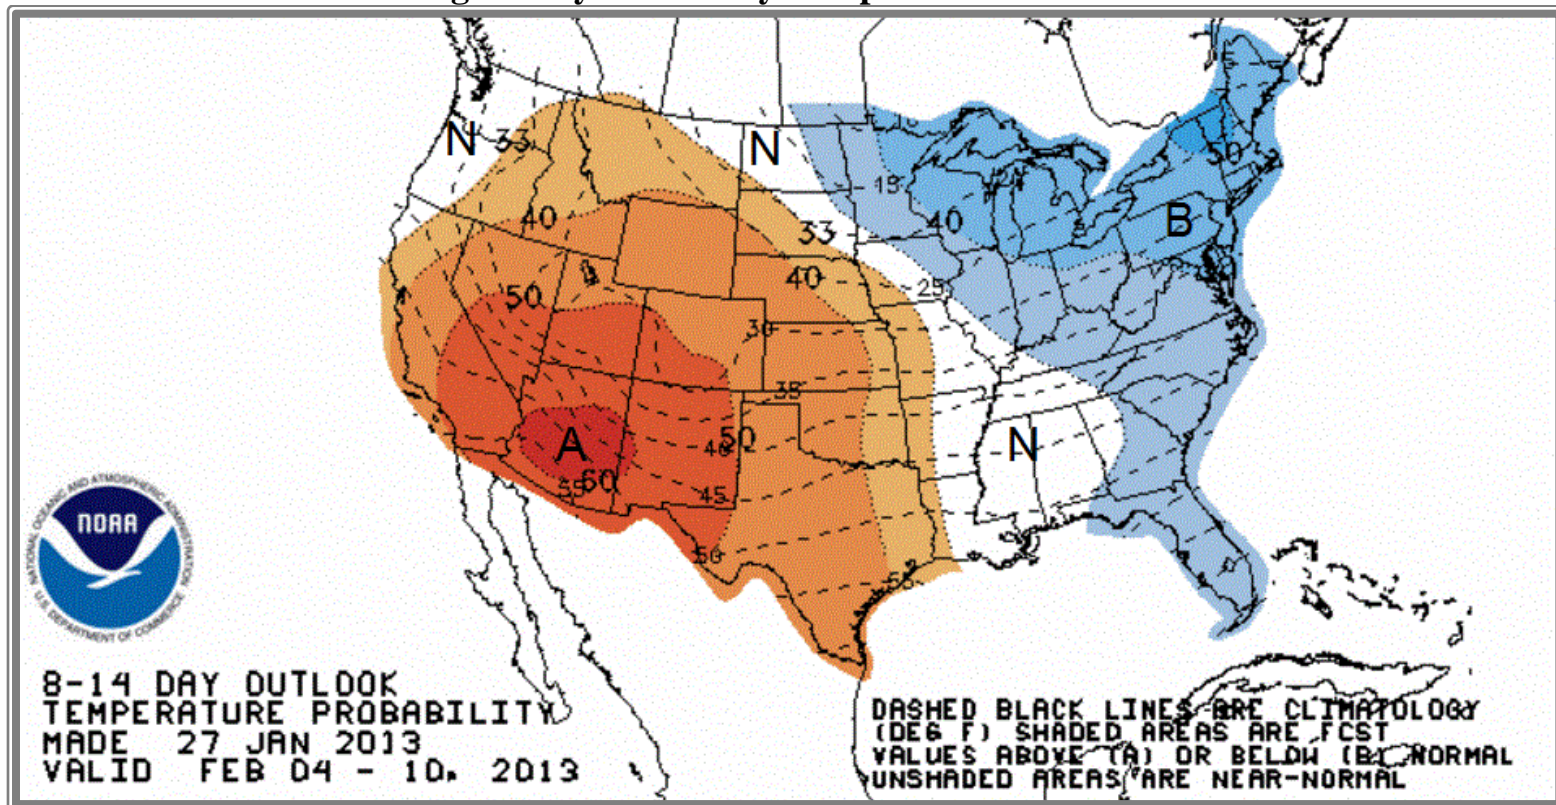 N
33
N
15
40
50
B
40
33
40
25
50
30
35
A
N
40
50
55
60
45
50
55
NATIONAL OCEANIC AND ATMOSPHERIC ADMINISTRATION
NOAA
U.S. DEPARTMENT OF COMMERCE
8-14 DAY OUTLOOK
TEMPERATURE PROBABILITY
MADE 27 JAN 2013
VALID FEB 04 - 10, 2013
DASHED BLACK LINES ARE CLIMATOLOGY
(DEG F) SHADED AREAS ARE FCST
VALUES ABOVE (A) OR BELOW (B) NORMAL
UNSHADED AREAS ARE NEAR-NORMAL